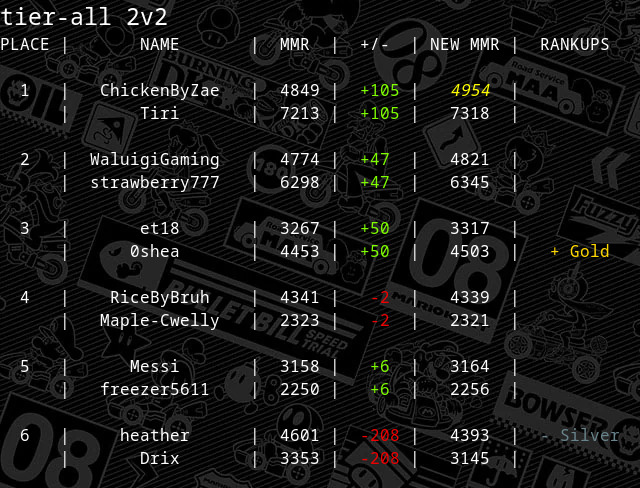 tier-all 2v2
PLACE | NAME | MMR | +/- | NEW MMR | RANKUPS
1 | ChickenByZae | 4849 | +105 | 4954 |
| Tiri | 7213 | +105 | 7318 |
2 | WaluigiGaming | 4774 | +47 | 4821 |
| strawberry777 | 6298 | +47 | 6345 |
3 | et18 | 3267 | +50 | 3317 |
| 0shea | 4453 | +50 | 4503 | + Gold
4 | RiceByBruh | 4341 | -2 | 4339 |
| Maple-Cwelly | 2323 | -2 | 2321 |
5 | Messi | 3158 | +6 | 3164 |
| freezer5611 | 2250 | +6 | 2256 |
6 | heather | 4601 | -208 | 4393 | - Silver
| Drix | 3353 | -208 | 3145 |